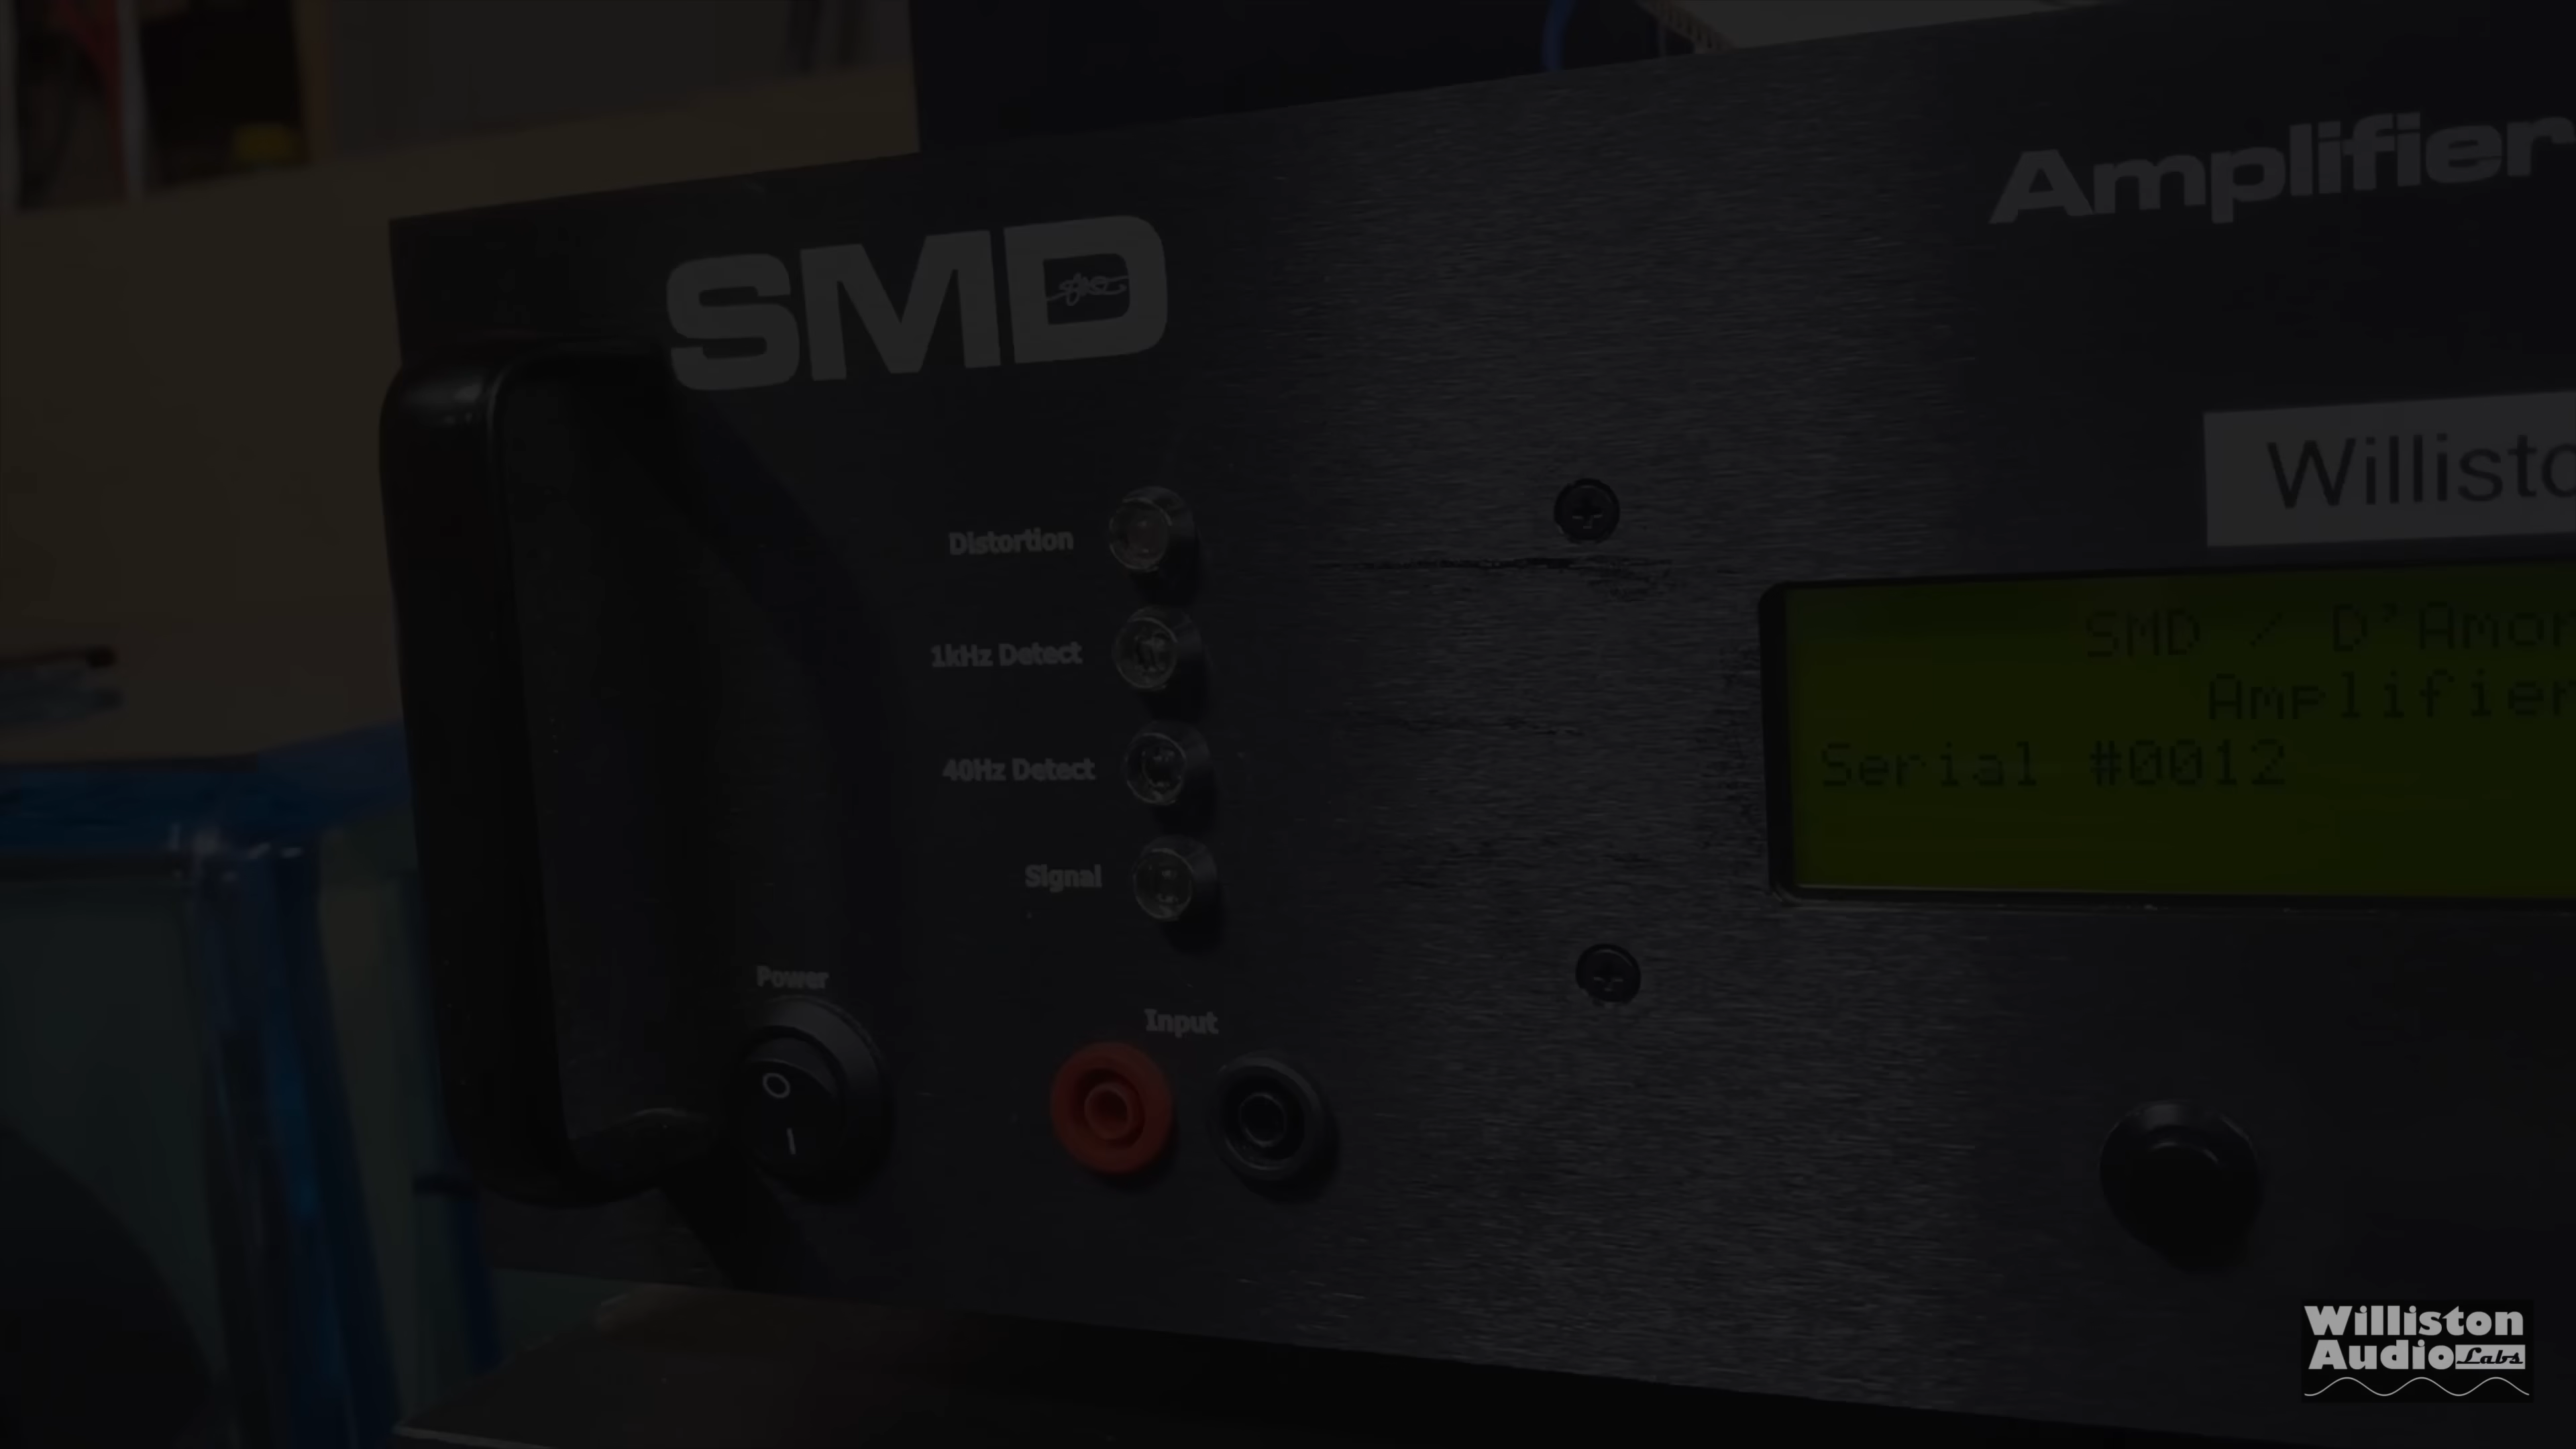 SMD
Amplifier
Willisto
Distortion
1kHz Detect
40Hz Detect
Signal
SMD / D'Amor
Amplifier
Serial #0012
Power
Input
Williston
Audio Labs